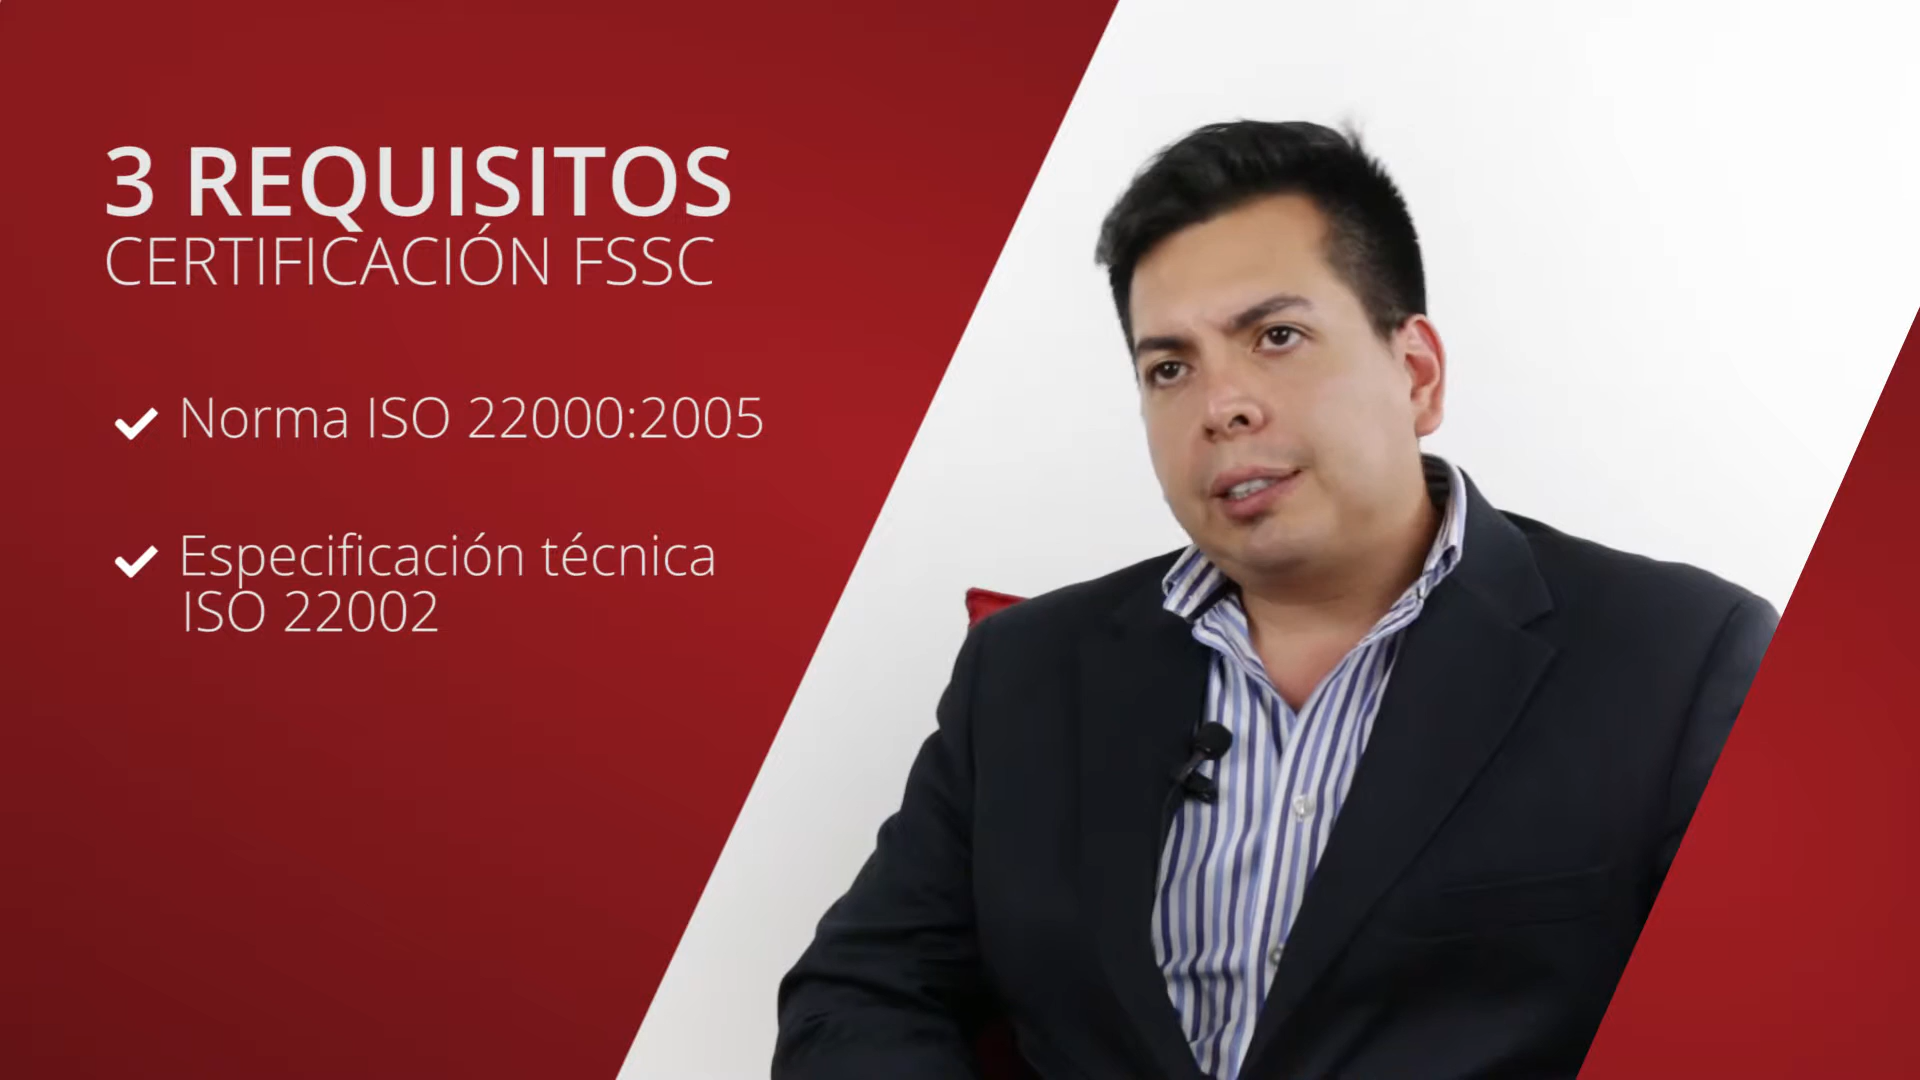 3 REQUISITOS
CERTIFICACIÓN FSSC
Norma ISO 22000:2005
Especificación técnica
ISO 22002